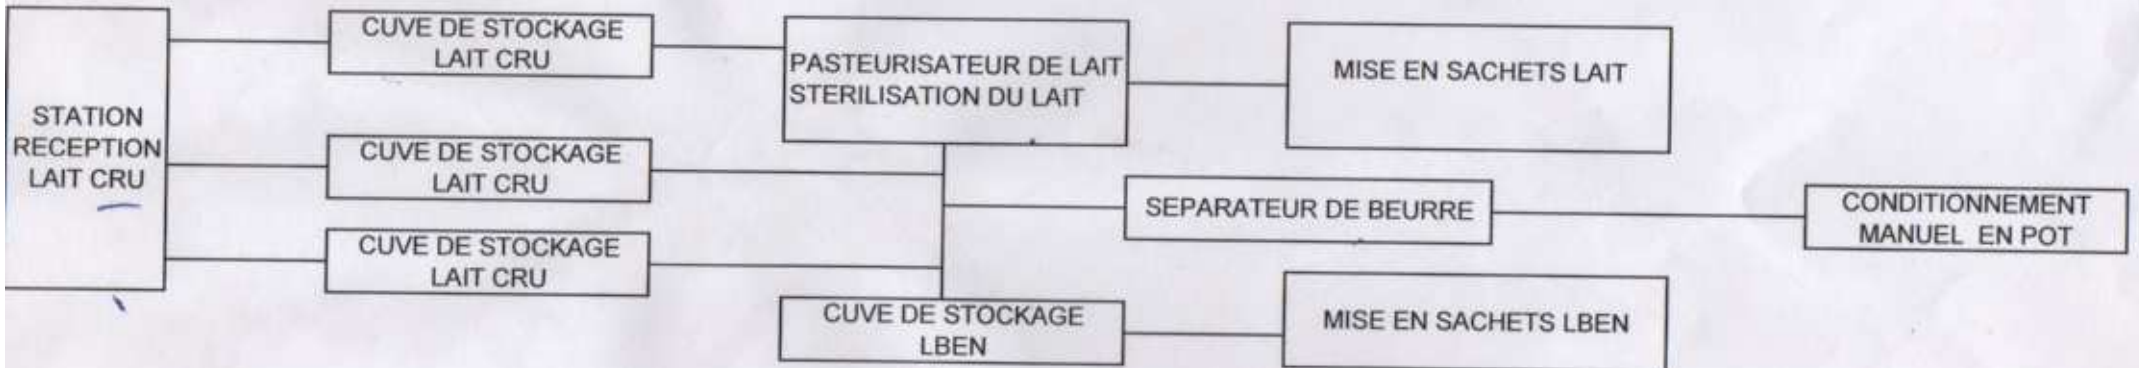 STATION
RECEPTION
LAIT CRU
CUVE DE STOCKAGE
LAIT CRU
CUVE DE STOCKAGE
LAIT CRU
CUVE DE STOCKAGE
LAIT CRU
PASTEURISATEUR DE LAIT
STERILISATION DU LAIT
MISE EN SACHETS LAIT
SEPARATEUR DE BEURRE
CONDITIONNEMENT
MANUEL EN POT
CUVE DE STOCKAGE
LBEN
MISE EN SACHETS LBEN